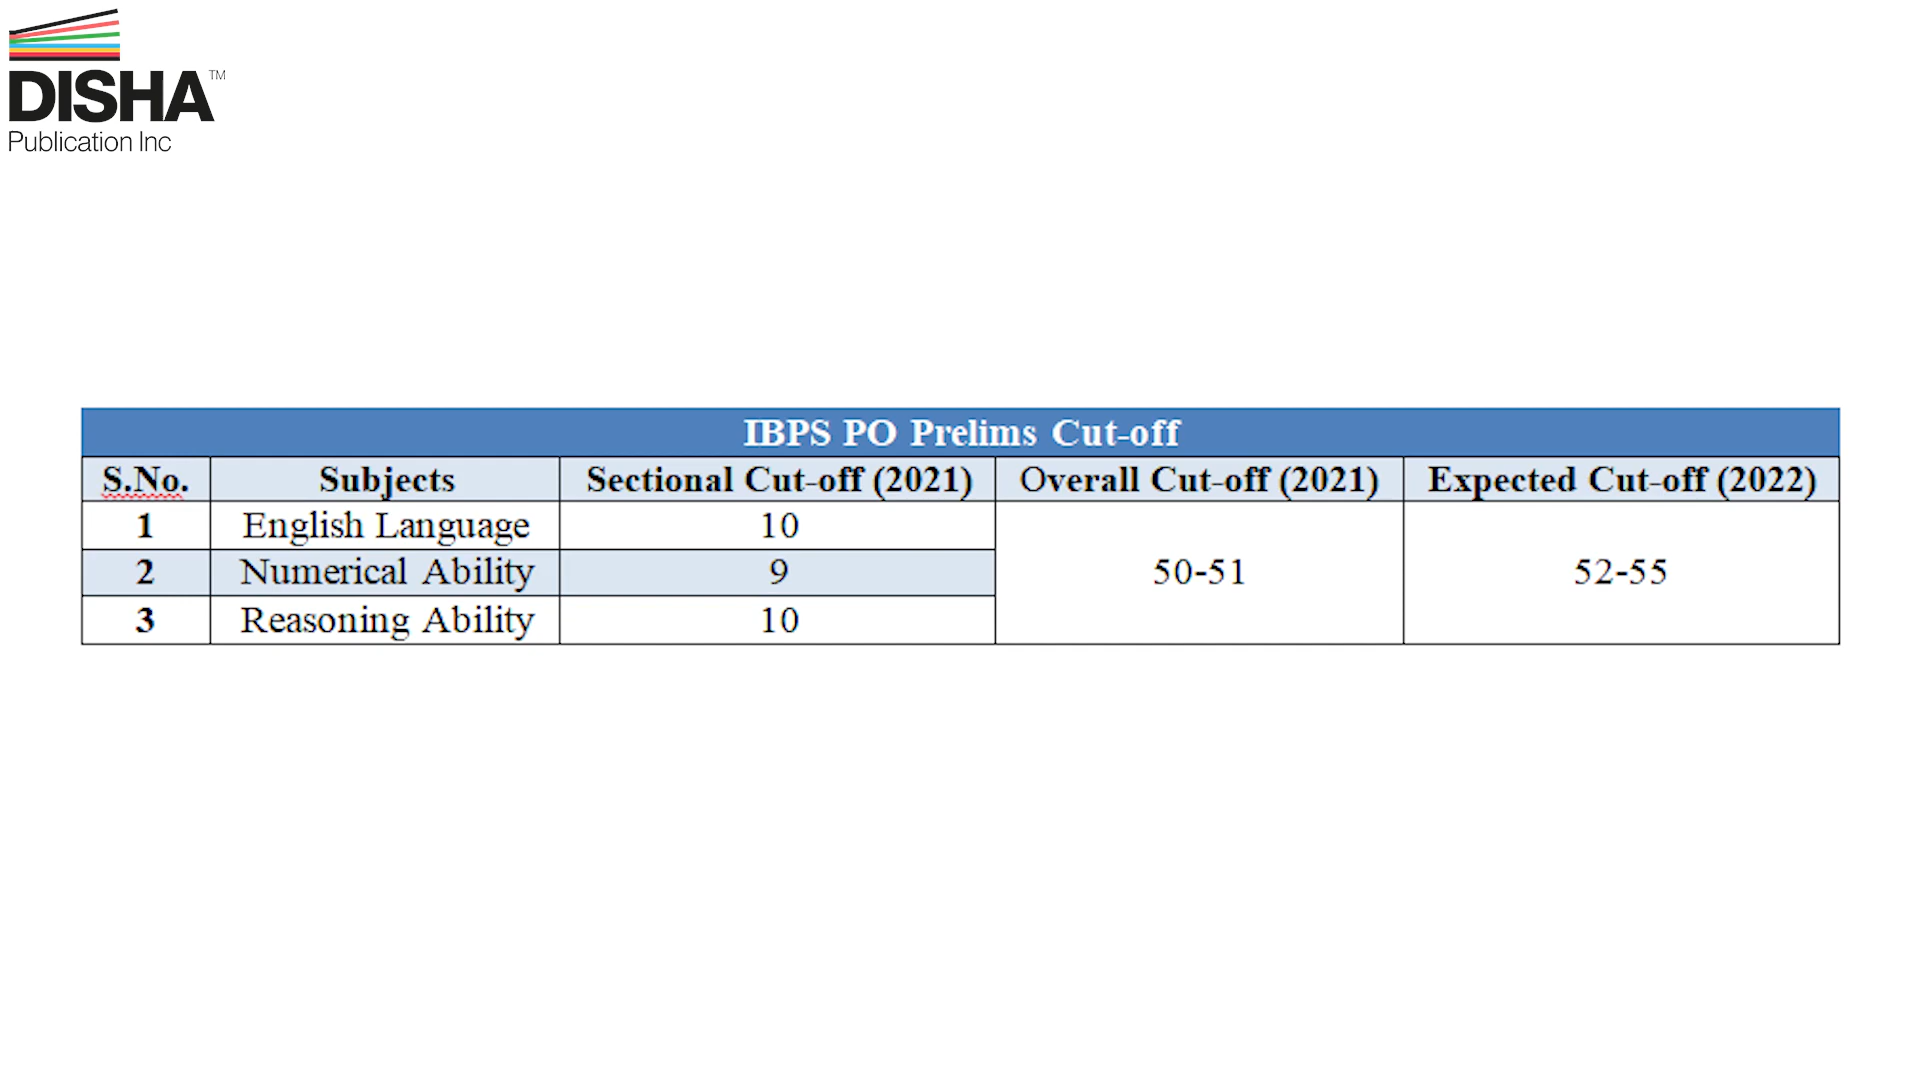 DISHA™
Publication Inc
IBPS PO Prelims Cut-off
S.No. Subjects Sectional Cut-off (2021) Overall Cut-off (2021) Expected Cut-off (2022)
1 English Language 10
2 Numerical Ability 9 50-51 52-55
3 Reasoning Ability 10